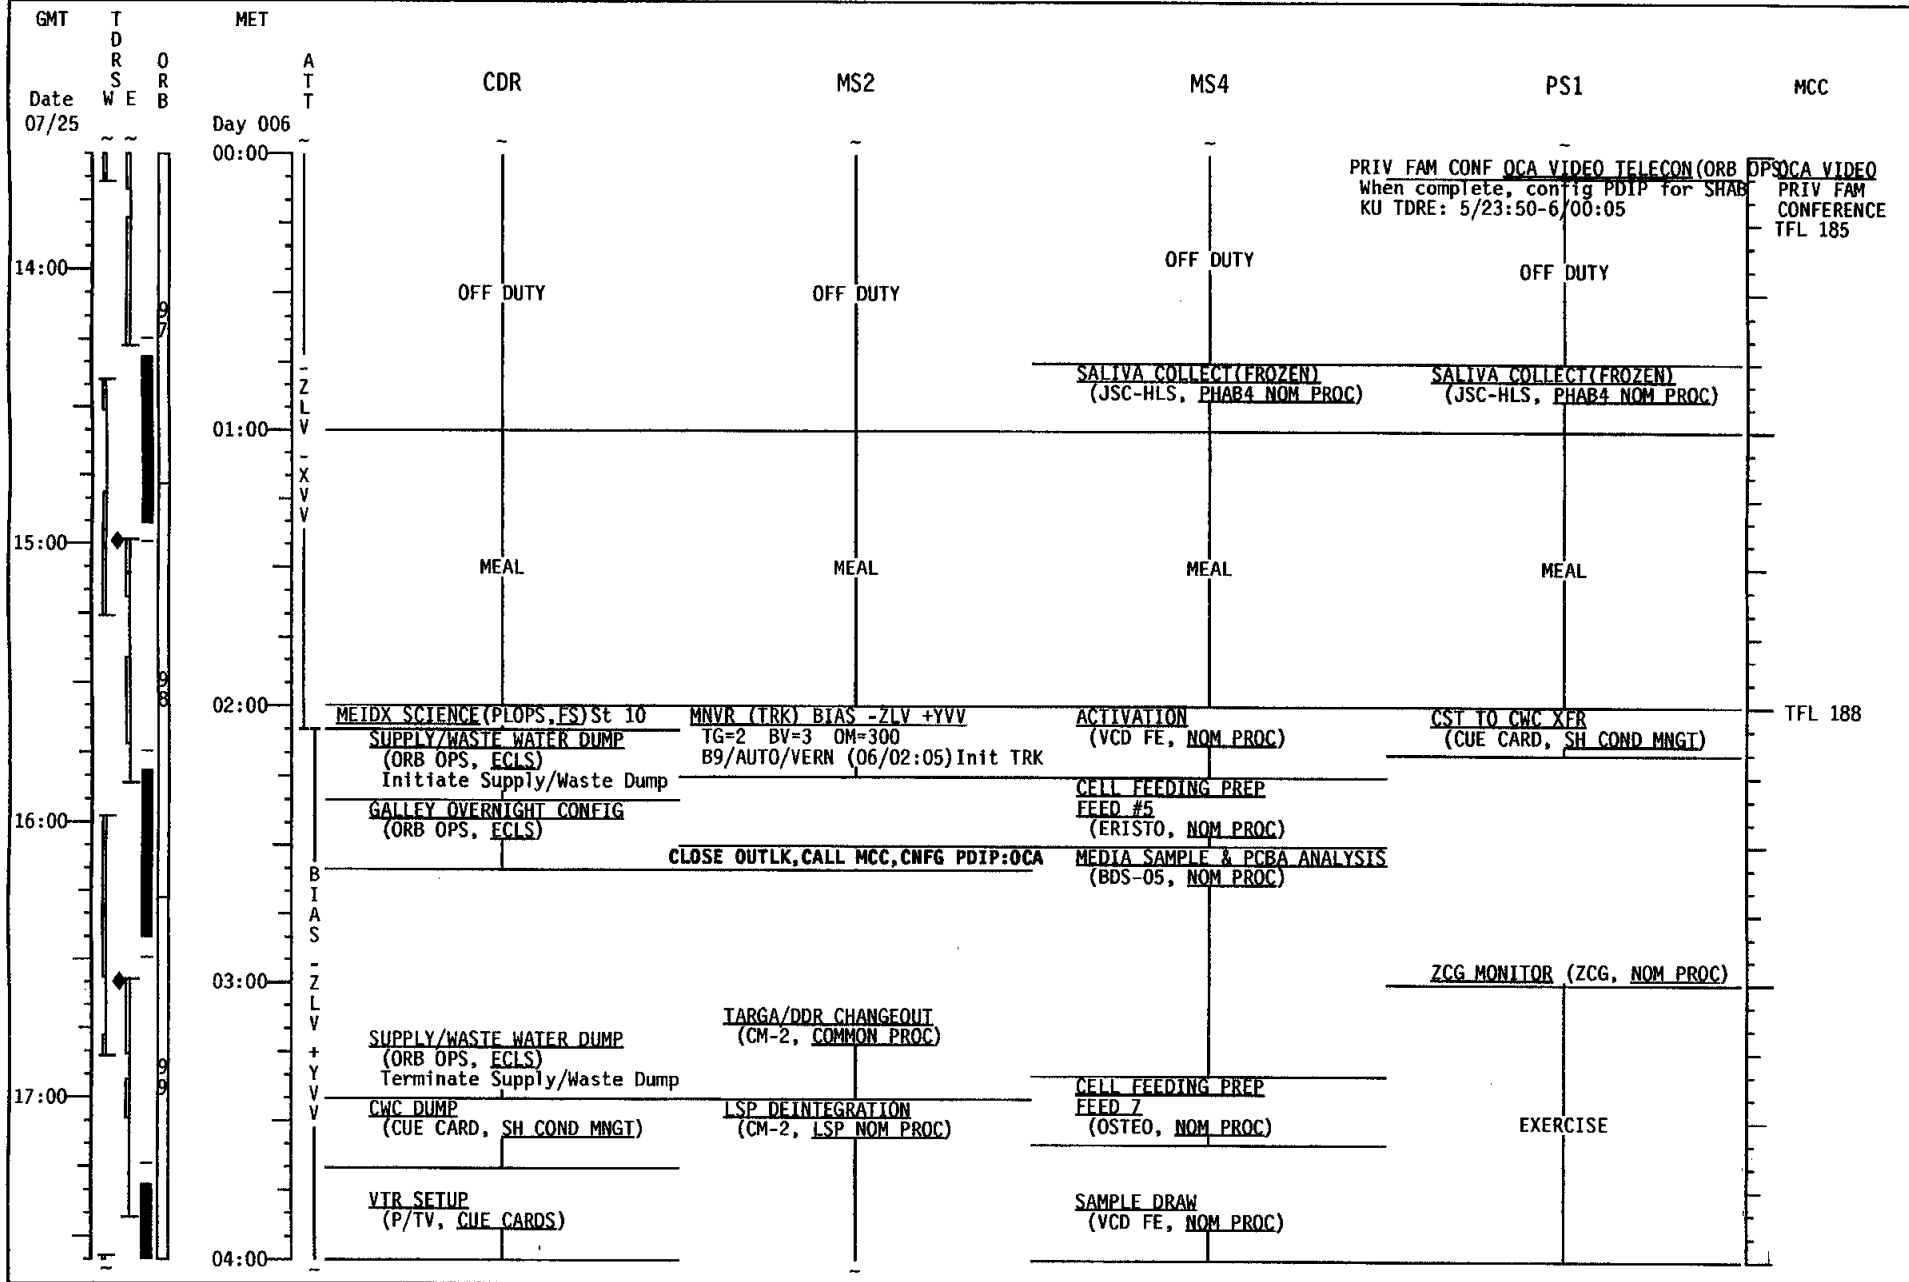 GMT
TDRS
W E
ORB
MET
ATT
CDR
MS2
MS4
PS1
MCC
Date
07/25
Day 006
~ ~ ~ ~ ~ ~ ~
00:00
PRIV FAM CONF OCA VIDEO TELECON(ORB OPS)
When complete, config PDIP for SHAB
KU TDRE: 5/23:50-6/00:05
OCA VIDEO
PRIV FAM
CONFERENCE
TFL 185
14:00
OFF DUTY
OFF DUTY
OFF DUTY
OFF DUTY
97
-ZLV -XVV
SALIVA COLLECT(FROZEN)
(JSC-HLS, PHAB4 NOM PROC)
SALIVA COLLECT(FROZEN)
(JSC-HLS, PHAB4 NOM PROC)
01:00
15:00
MEAL
MEAL
MEAL
MEAL
98
02:00
MEIDX SCIENCE(PLOPS,FS)St 10
SUPPLY/WASTE WATER DUMP
(ORB OPS, ECLS)
Initiate Supply/Waste Dump
GALLEY OVERNIGHT CONFIG
(ORB OPS, ECLS)
MNVR (TRK) BIAS -ZLV +YVV
TG=2 BV=3 OM=300
B9/AUTO/VERN (06/02:05)Init TRK
CLOSE OUTLK,CALL MCC,CNFG PDIP:OCA
ACTIVATION
(VCD FE, NOM PROC)
CELL FEEDING PREP
FEED #5
(ERISTO, NOM PROC)
MEDIA SAMPLE & PCBA ANALYSIS
(BDS-05, NOM PROC)
CST TO CWC XFR
(CUE CARD, SH COND MNGT)
TFL 188
16:00
BIAS -ZLV +YVV
03:00
ZCG MONITOR (ZCG, NOM PROC)
SUPPLY/WASTE WATER DUMP
(ORB OPS, ECLS)
Terminate Supply/Waste Dump
CWC DUMP
(CUE CARD, SH COND MNGT)
VTR SETUP
(P/TV, CUE CARDS)
TARGA/DDR CHANGEOUT
(CM-2, COMMON PROC)
LSP DEINTEGRATION
(CM-2, LSP NOM PROC)
CELL FEEDING PREP
FEED 7
(OSTEO, NOM PROC)
SAMPLE DRAW
(VCD FE, NOM PROC)
EXERCISE
99
17:00
04:00
~ ~ ~